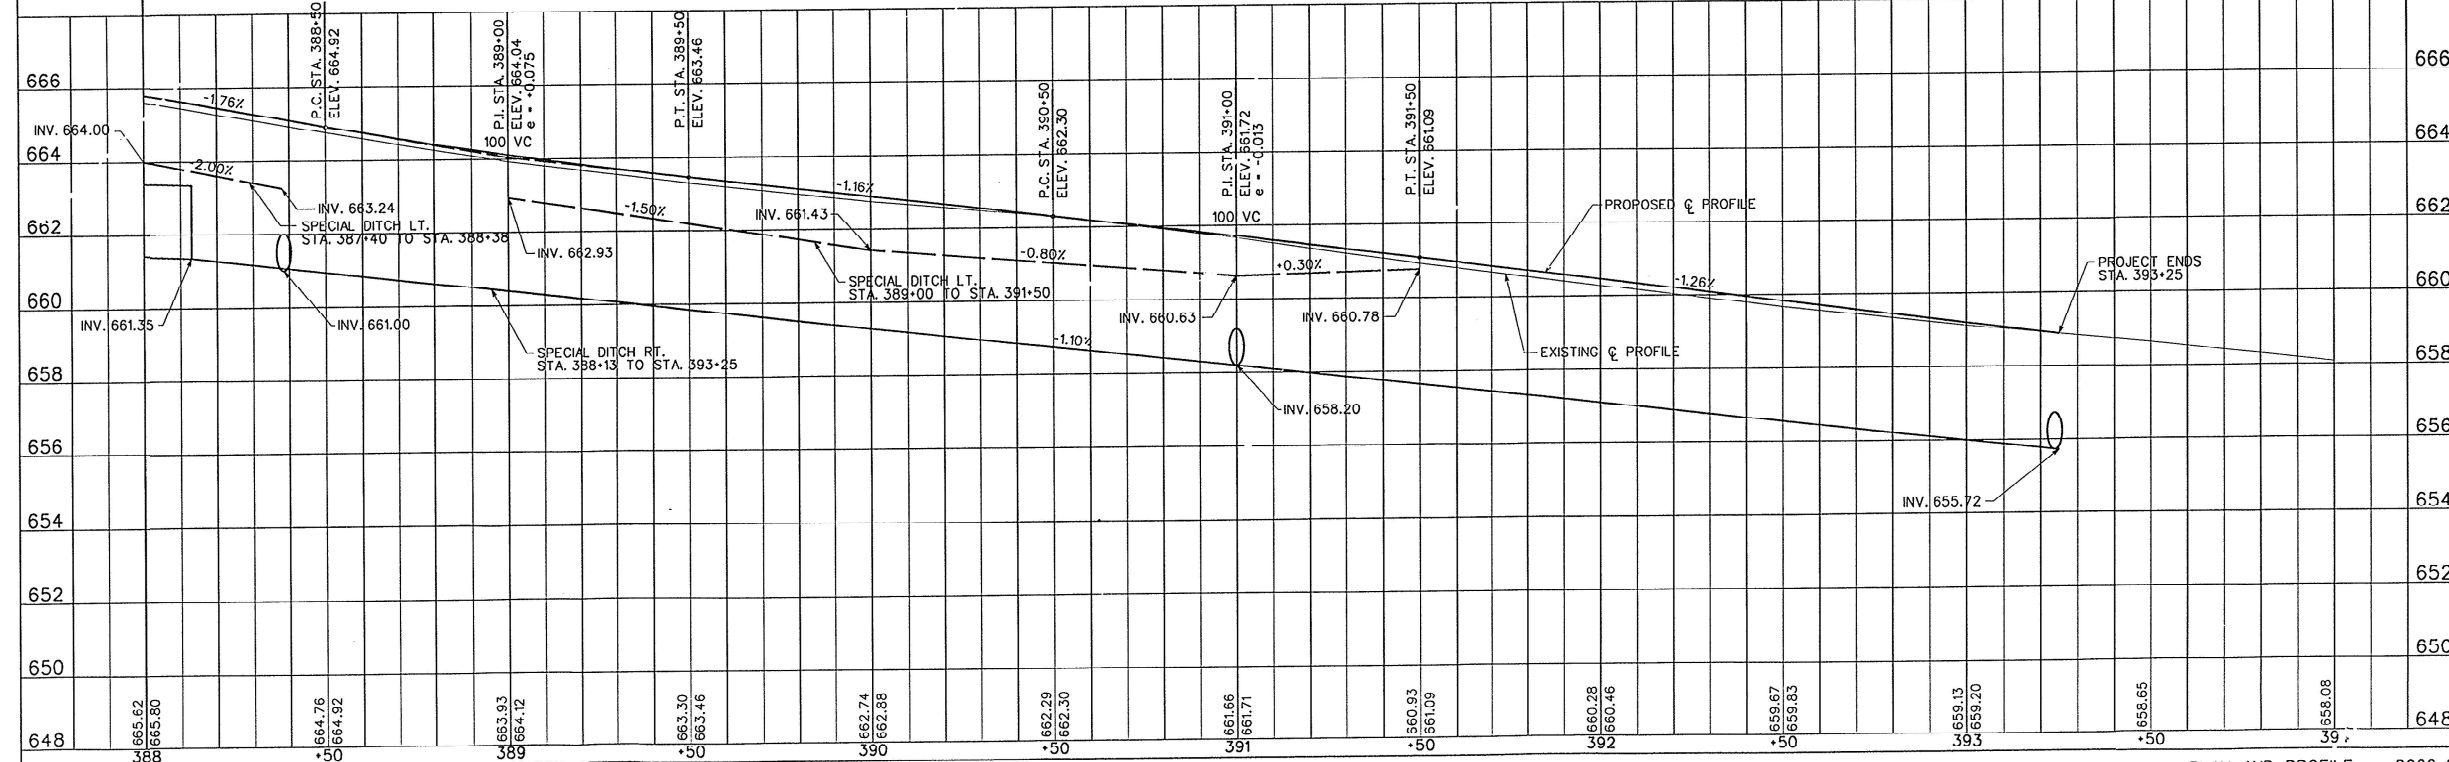 P.C. STA. 388+50
ELEV. 664.92
P.I. STA. 389+00
ELEV. 664.04
e = +0.075
100 VC
P.T. STA. 389+50
ELEV. 663.46
P.C. STA. 390+50
ELEV. 662.30
P.I. STA. 391+00
ELEV. 661.72
e = -0.013
100 VC
P.T. STA. 391+50
ELEV. 661.09
666
664
662
660
658
656
654
652
650
648
666
664
662
660
658
656
654
652
650
648
-1.76%
INV. 664.00
-2.00%
INV. 663.24
SPECIAL DITCH LT.
STA. 387+40 TO STA. 388+38
INV. 661.35
INV. 661.00
SPECIAL DITCH RT.
STA. 388+13 TO STA. 393+25
-1.50%
INV. 662.93
INV. 661.43
-1.16%
-0.80%
SPECIAL DITCH LT.
STA. 389+00 TO STA. 391+50
-1.10%
INV. 660.63
+0.30%
INV. 660.78
INV. 658.20
PROPOSED ℄ PROFILE
EXISTING ℄ PROFILE
-1.26%
PROJECT ENDS
STA. 393+25
INV. 655.72
665.62
665.80
664.76
664.92
663.93
664.12
663.30
663.46
662.74
662.88
662.29
662.30
661.66
661.71
660.93
661.09
660.28
660.46
659.67
659.83
659.13
659.20
658.65
658.08
388
+50
389
+50
390
+50
391
+50
392
+50
393
+50